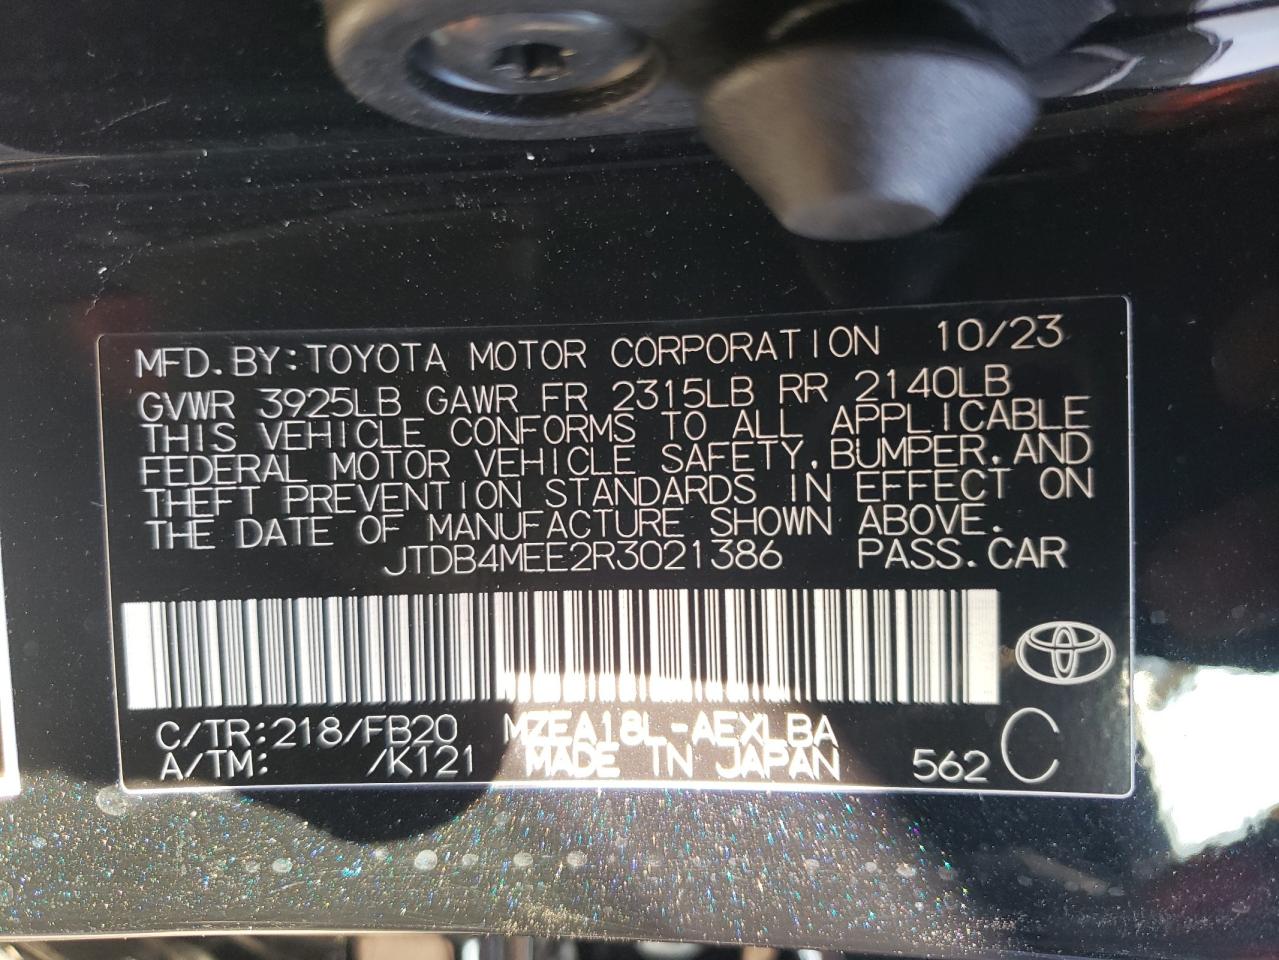 MFD. BY: TOYOTA MOTOR CORPORATION 10/23
GVWR 3925LB GAWR FR 2315LB RR 2140LB
THIS VEHICLE CONFORMS TO ALL APPLICABLE
FEDERAL MOTOR VEHICLE SAFETY, BUMPER, AND
THEFT PREVENTION STANDARDS IN EFFECT ON
THE DATE OF MANUFACTURE SHOWN ABOVE.
JTDB4MEE2R3021386 PASS. CAR
C/TR: 218/FB20 MZEA18L-AEXLBA
A/TM: /K121 MADE IN JAPAN 562 C